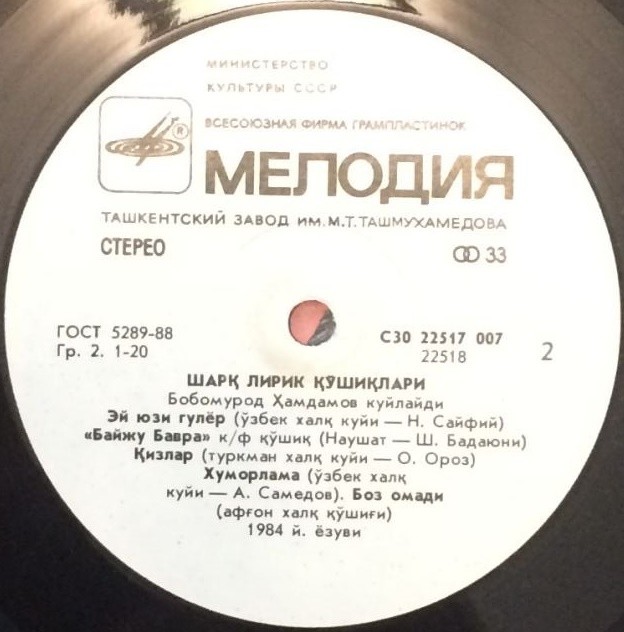 МИНИСТЕРСТВО
КУЛЬТУРЫ СССР
ВСЕСОЮЗНАЯ ФИРМА ГРАМПЛАСТИНОК
®
МЕЛОДИЯ
ТАШКЕНТСКИЙ ЗАВОД ИМ.М.Т.ТАШМУХАМЕДОВА
СТЕРЕО 33
ГОСТ 5289-88 С30 22517 007
Гр. 2. 1-20 22518 2
ШАРҚ ЛИРИК ҚЎШИҚЛАРИ
Бобомурод Ҳамдамов куйлайди
Эй юзи гулёр (ўзбек халқ куйи — Н. Сайфий)
«Байжу Бавра» к/ф қўшиқ (Наушат — Ш. Бадаюни)
Қизлар (туркман халқ куйи — О. Ороз)
Хуморлама (ўзбек халқ
куйи — А. Самедов). Боз омади
(афғон халқ қўшиғи)
1984 й. ёзуви